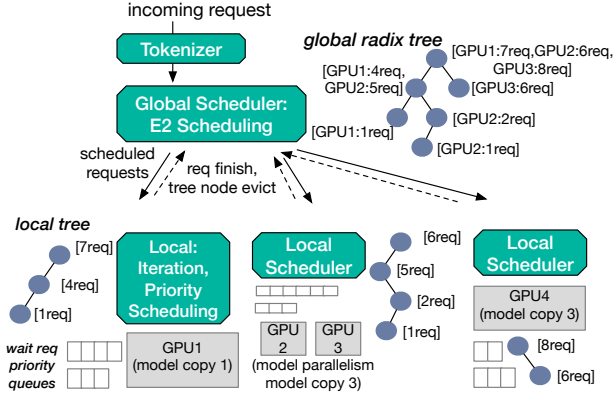 incoming request
Tokenizer
global radix tree
[GPU1:7req,GPU2:6req,
GPU3:8req]
[GPU1:4req,
GPU2:5req]
[GPU3:6req]
Global Scheduler:
E2 Scheduling
[GPU1:1req]
[GPU2:2req]
[GPU2:1req]
scheduled
requests
req finish,
tree node evict
local tree
[7req]
[4req]
[1req]
Local:
Iteration,
Priority
Scheduling
Local
Scheduler
[6req]
[5req]
[2req]
[1req]
Local
Scheduler
wait req
priority
queues
GPU1
(model copy 1)
GPU
2
GPU
3
(model parallelism
model copy 3)
GPU4
(model copy 3)
[8req]
[6req]